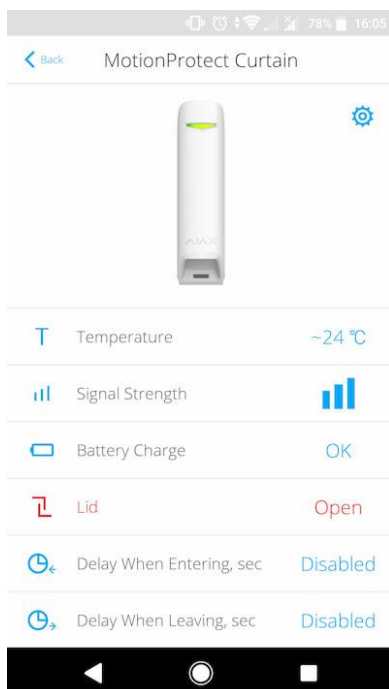 78% 16:05
Back MotionProtect Curtain
AJAX
T Temperature ~24 °C
Signal Strength
Battery Charge OK
Lid Open
Delay When Entering, sec Disabled
Delay When Leaving, sec Disabled